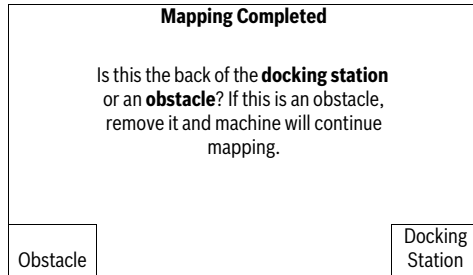 Mapping Completed
Is this the back of the docking station
or an obstacle? If this is an obstacle,
remove it and machine will continue
mapping.
Obstacle
Docking
Station